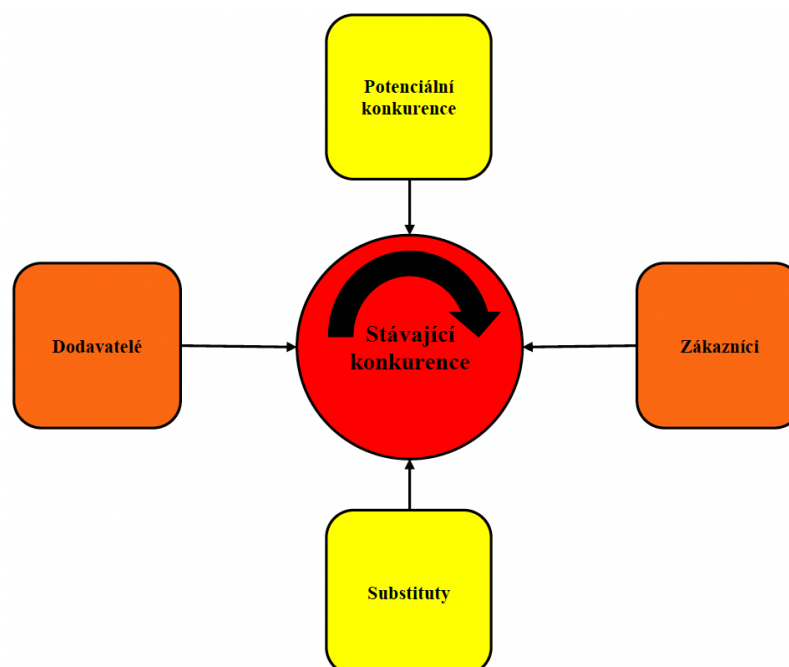 Potenciální
konkurence
Dodavatelé
Stávající
konkurence
Zákazníci
Substituty